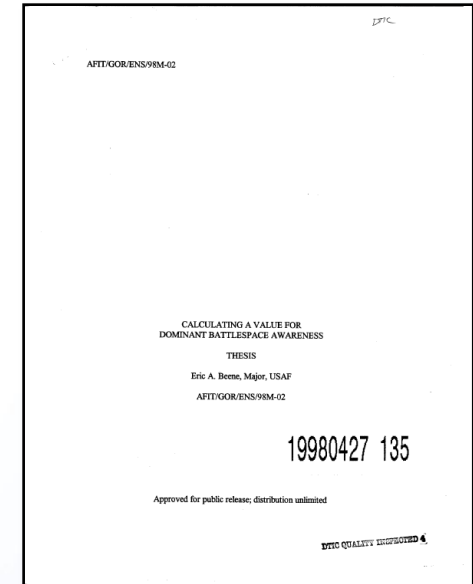 DTIC
AFIT/GOR/ENS/98M-02
CALCULATING A VALUE FOR
DOMINANT BATTLESPACE AWARENESS
THESIS
Eric A. Beene, Major, USAF
AFIT/GOR/ENS/98M-02
19980427 135
Approved for public release; distribution unlimited
DTIC QUALITY INSPECTED 4